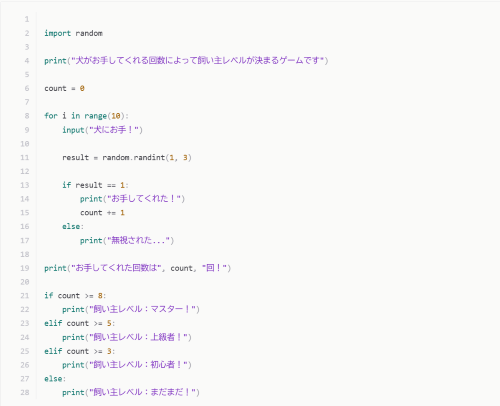 1
2 import random
3
4 print("犬がお手してくれる回数によって飼い主レベルが決まるゲームです")
5
6 count = 0
7
8 for i in range(10):
9     input("犬にお手！")
10
11     result = random.randint(1, 3)
12
13     if result == 1:
14         print("お手してくれた！")
15         count += 1
16     else:
17         print("無視された...")
18
19 print("お手してくれた回数は", count, "回！")
20
21 if count >= 8:
22     print("飼い主レベル：マスター！")
23 elif count >= 5:
24     print("飼い主レベル：上級者！")
25 elif count >= 3:
26     print("飼い主レベル：初心者！")
27 else:
28     print("飼い主レベル：まだまだ！")